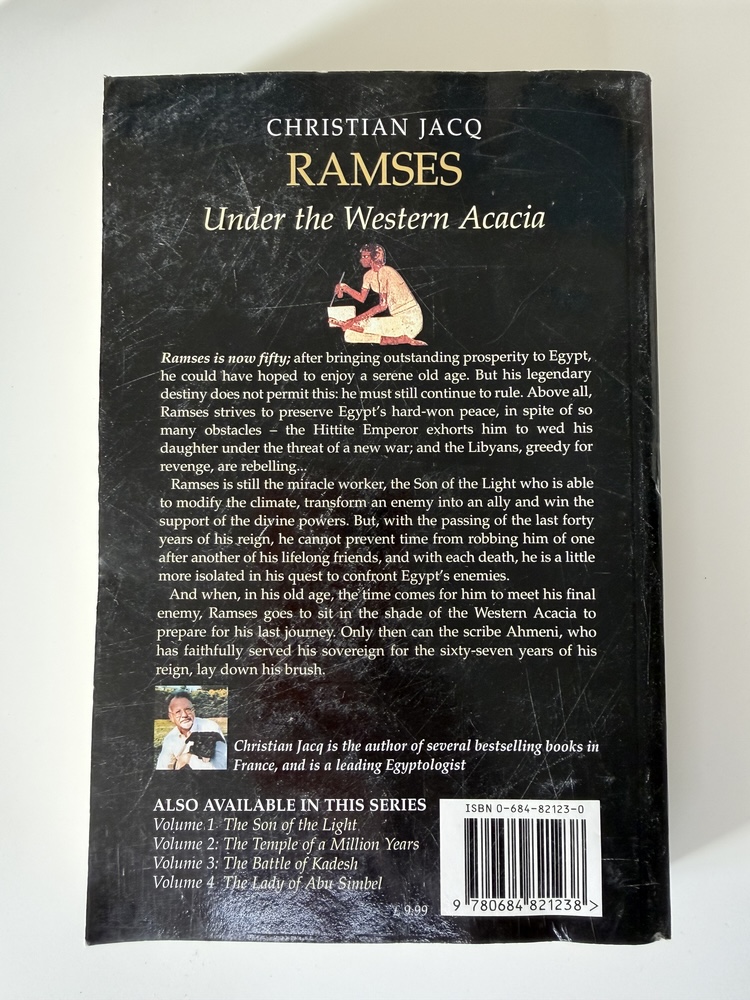 CHRISTIAN JACQ
RAMSES
Under the Western Acacia
Ramses is now fifty; after bringing outstanding prosperity to Egypt,
he could have hoped to enjoy a serene old age. But his legendary
destiny does not permit this: he must still continue to rule. Above all,
Ramses strives to preserve Egypt's hard-won peace, in spite of so
many obstacles – the Hittite Emperor exhorts him to wed his
daughter under the threat of a new war; and the Libyans, greedy for
revenge, are rebelling...
Ramses is still the miracle worker, the Son of the Light who is able
to modify the climate, transform an enemy into an ally and win the
support of the divine powers. But, with the passing of the last forty
years of his reign, he cannot prevent time from robbing him of one
after another of his lifelong friends, and with each death, he is a little
more isolated in his quest to confront Egypt's enemies.
And when, in his old age, the time comes for him to meet his final
enemy, Ramses goes to sit in the shade of the Western Acacia to
prepare for his last journey. Only then can the scribe Ahmeni, who
has faithfully served his sovereign for the sixty-seven years of his
reign, lay down his brush.
Christian Jacq is the author of several bestselling books in
France, and is a leading Egyptologist
ALSO AVAILABLE IN THIS SERIES
Volume 1 The Son of the Light
Volume 2: The Temple of a Million Years
Volume 3: The Battle of Kadesh
Volume 4 The Lady of Abu Simbel
£ 9.99
ISBN 0-684-82123-0
9 780684 821238 >